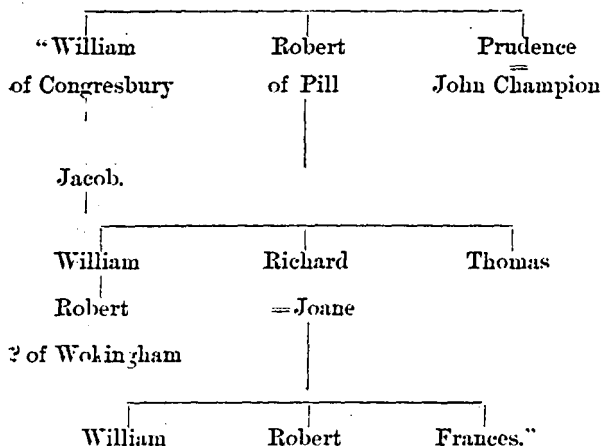 “William Robert Prudence
of Congresbury of Pill John Champion
Jacob.
William Richard Thomas
Robert =Joane
? of Wokingham
William Robert Frances.”